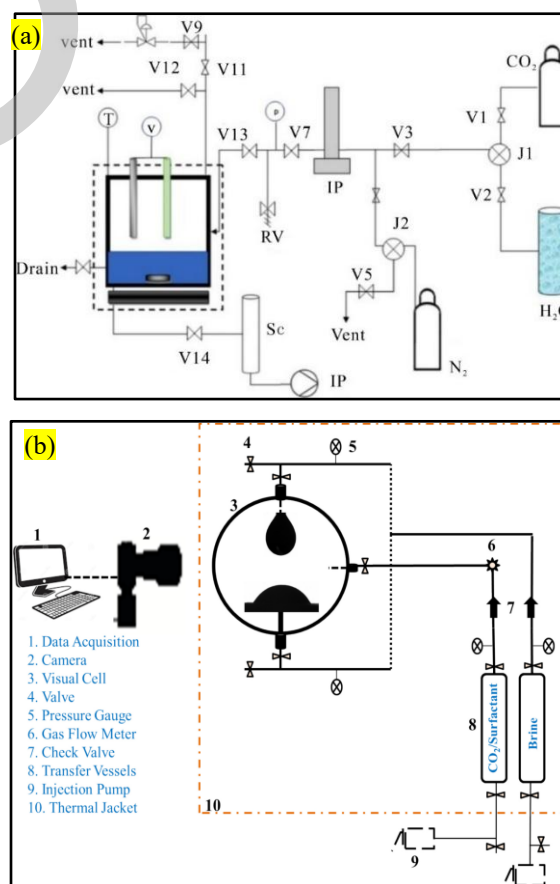 (a)
vent
V9
V12
V11
vent
T
V
V13
P
V7
IP
V3
CO₂
V1
J1
V2
RV
J2
V5
Vent
N₂
Drain
V14
Sc
IP
(b)
1
2
3
4
5
6
7
8
9
10
CO₂/Surfactant
Brine
1. Data Acquisition
2. Camera
3. Visual Cell
4. Valve
5. Pressure Gauge
6. Gas Flow Meter
7. Check Valve
8. Transfer Vessels
9. Injection Pump
10. Thermal Jacket